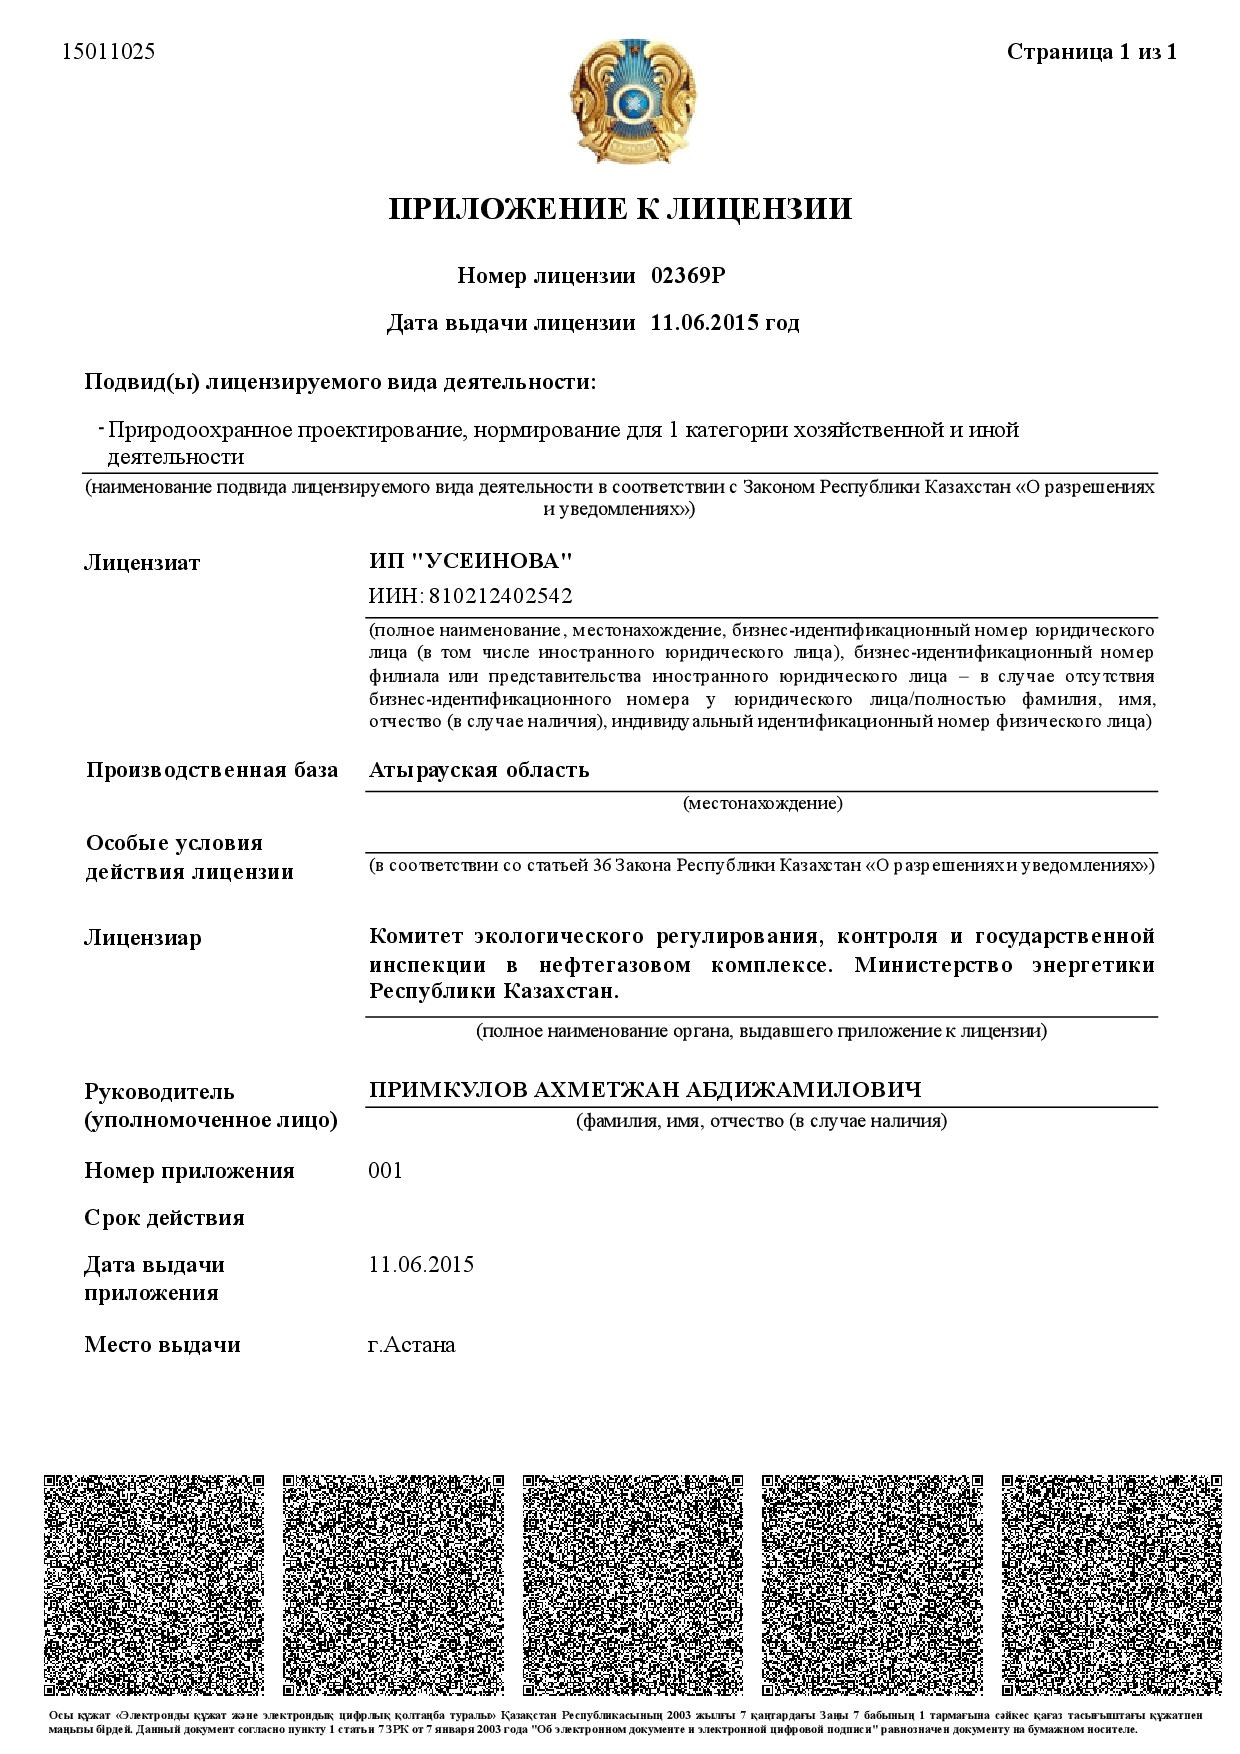 15011025
Страница 1 из 1
ПРИЛОЖЕНИЕ К ЛИЦЕНЗИИ
Номер лицензии 02369Р
Дата выдачи лицензии 11.06.2015 год
Подвид(ы) лицензируемого вида деятельности:
- Природоохранное проектирование, нормирование для 1 категории хозяйственной и иной
деятельности
(наименование подвида лицензируемого вида деятельности в соответствии с Законом Республики Казахстан «О разрешениях
и уведомлениях»)
Лицензиат ИП "УСЕИНОВА"
ИИН: 810212402542
(полное наименование, местонахождение, бизнес-идентификационный номер юридического
лица (в том числе иностранного юридического лица), бизнес-идентификационный номер
филиала или представительства иностранного юридического лица – в случае отсутствия
бизнес-идентификационного номера у юридического лица/полностью фамилия, имя,
отчество (в случае наличия), индивидуальный идентификационный номер физического лица)
Производственная база Атырауская область
(местонахождение)
Особые условия
действия лицензии
(в соответствии со статьей 36 Закона Республики Казахстан «О разрешениях и уведомлениях»)
Лицензиар Комитет экологического регулирования, контроля и государственной
инспекции в нефтегазовом комплексе. Министерство энергетики
Республики Казахстан.
(полное наименование органа, выдавшего приложение к лицензии)
Руководитель ПРИМКУЛОВ АХМЕТЖАН АБДИЖАМИЛОВИЧ
(уполномоченное лицо)
(фамилия, имя, отчество (в случае наличия)
Номер приложения 001
Срок действия
Дата выдачи 11.06.2015
приложения
Место выдачи г.Астана
Осы құжат «Электронды құжат және электрондық цифрлық қолтаңба туралы» Қазақстан Республикасының 2003 жылғы 7 қаңтардағы Заңы 7 бабының 1 тармағына сәйкес қағаз тасығыштағы құжатпен
маңызы бірдей. Данный документ согласно пункту 1 статьи 7 ЗРК от 7 января 2003 года "Об электронном документе и электронной цифровой подписи" равнозначен документу на бумажном носителе.